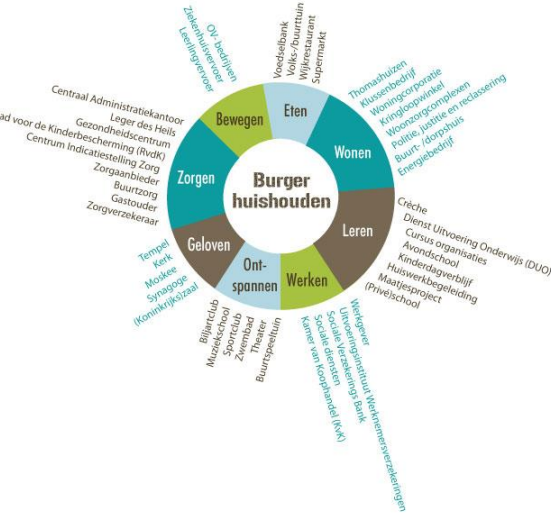 Burger
huishouden
Eten
Voedselbank
Volks-/buurttuin
Wijkrestaurant
Supermarkt
Wonen
Thomashuizen
Klussenbedrijf
Woningcorporatie
Kringloopwinkel
Woonzorgcomplexen
Politie, justitie en reclassering
Buurt- /dorpshuis
Energiebedrijf
Leren
Crèche
Dienst Uitvoering Onderwijs (DUO)
Cursus organisaties
Avondschool
Kinderdagverblijf
Huiswerkbegeleiding
Maatjesproject
(Privé)school
Werken
Werkgever
Uitvoeringsinstituut Werknemersverzekeringen
Sociale Verzekerings Bank
Sociale diensten
Kamer van Koophandel (KvK)
Ont-
spannen
Buurtspeeltuin
Theater
Zwembad
Sportclub
Muziekschool
Biljartclub
Geloven
Tempel
Kerk
Moskee
Synagoge
(Koninkrijks)zaal
Zorgen
Centraal Administratiekantoor
Leger des Heils
Gezondheidscentrum
ad voor de Kinderbescherming (RvdK)
Centrum Indicatiestelling Zorg
Zorgaanbieder
Buurtzorg
Gastouder
Zorgverzekeraar
Bewegen
OV- bedrijven
Ziekenhuisvervoer
Leerlingvervoer